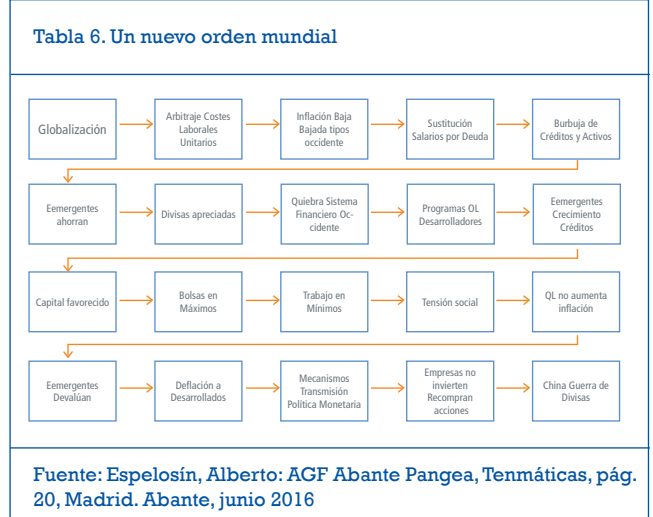 Tabla 6. Un nuevo orden mundial
Globalización
Arbitraje Costes
Laborales
Unitarios
Inflación Baja
Bajada tipos
occidente
Sustitución
Salarios por Deuda
Burbuja de
Créditos y Activos
Eemergentes
ahorran
Divisas apreciadas
Quiebra Sistema
Financiero Oc-
cidente
Programas OL
Desarrolladores
Eemergentes
Crecimiento
Créditos
Capital favorecido
Bolsas en
Máximos
Trabajo en
Mínimos
Tensión social
QL no aumenta
inflación
Eemergentes
Devalúan
Deflación a
Desarrollados
Mecanismos
Transmisión
Política Monetaria
Empresas no
invierten
Recompran
acciones
China Guerra de
Divisas
Fuente: Espelosín, Alberto: AGF Abante Pangea, Tenmáticas, pág.
20, Madrid. Abante, junio 2016